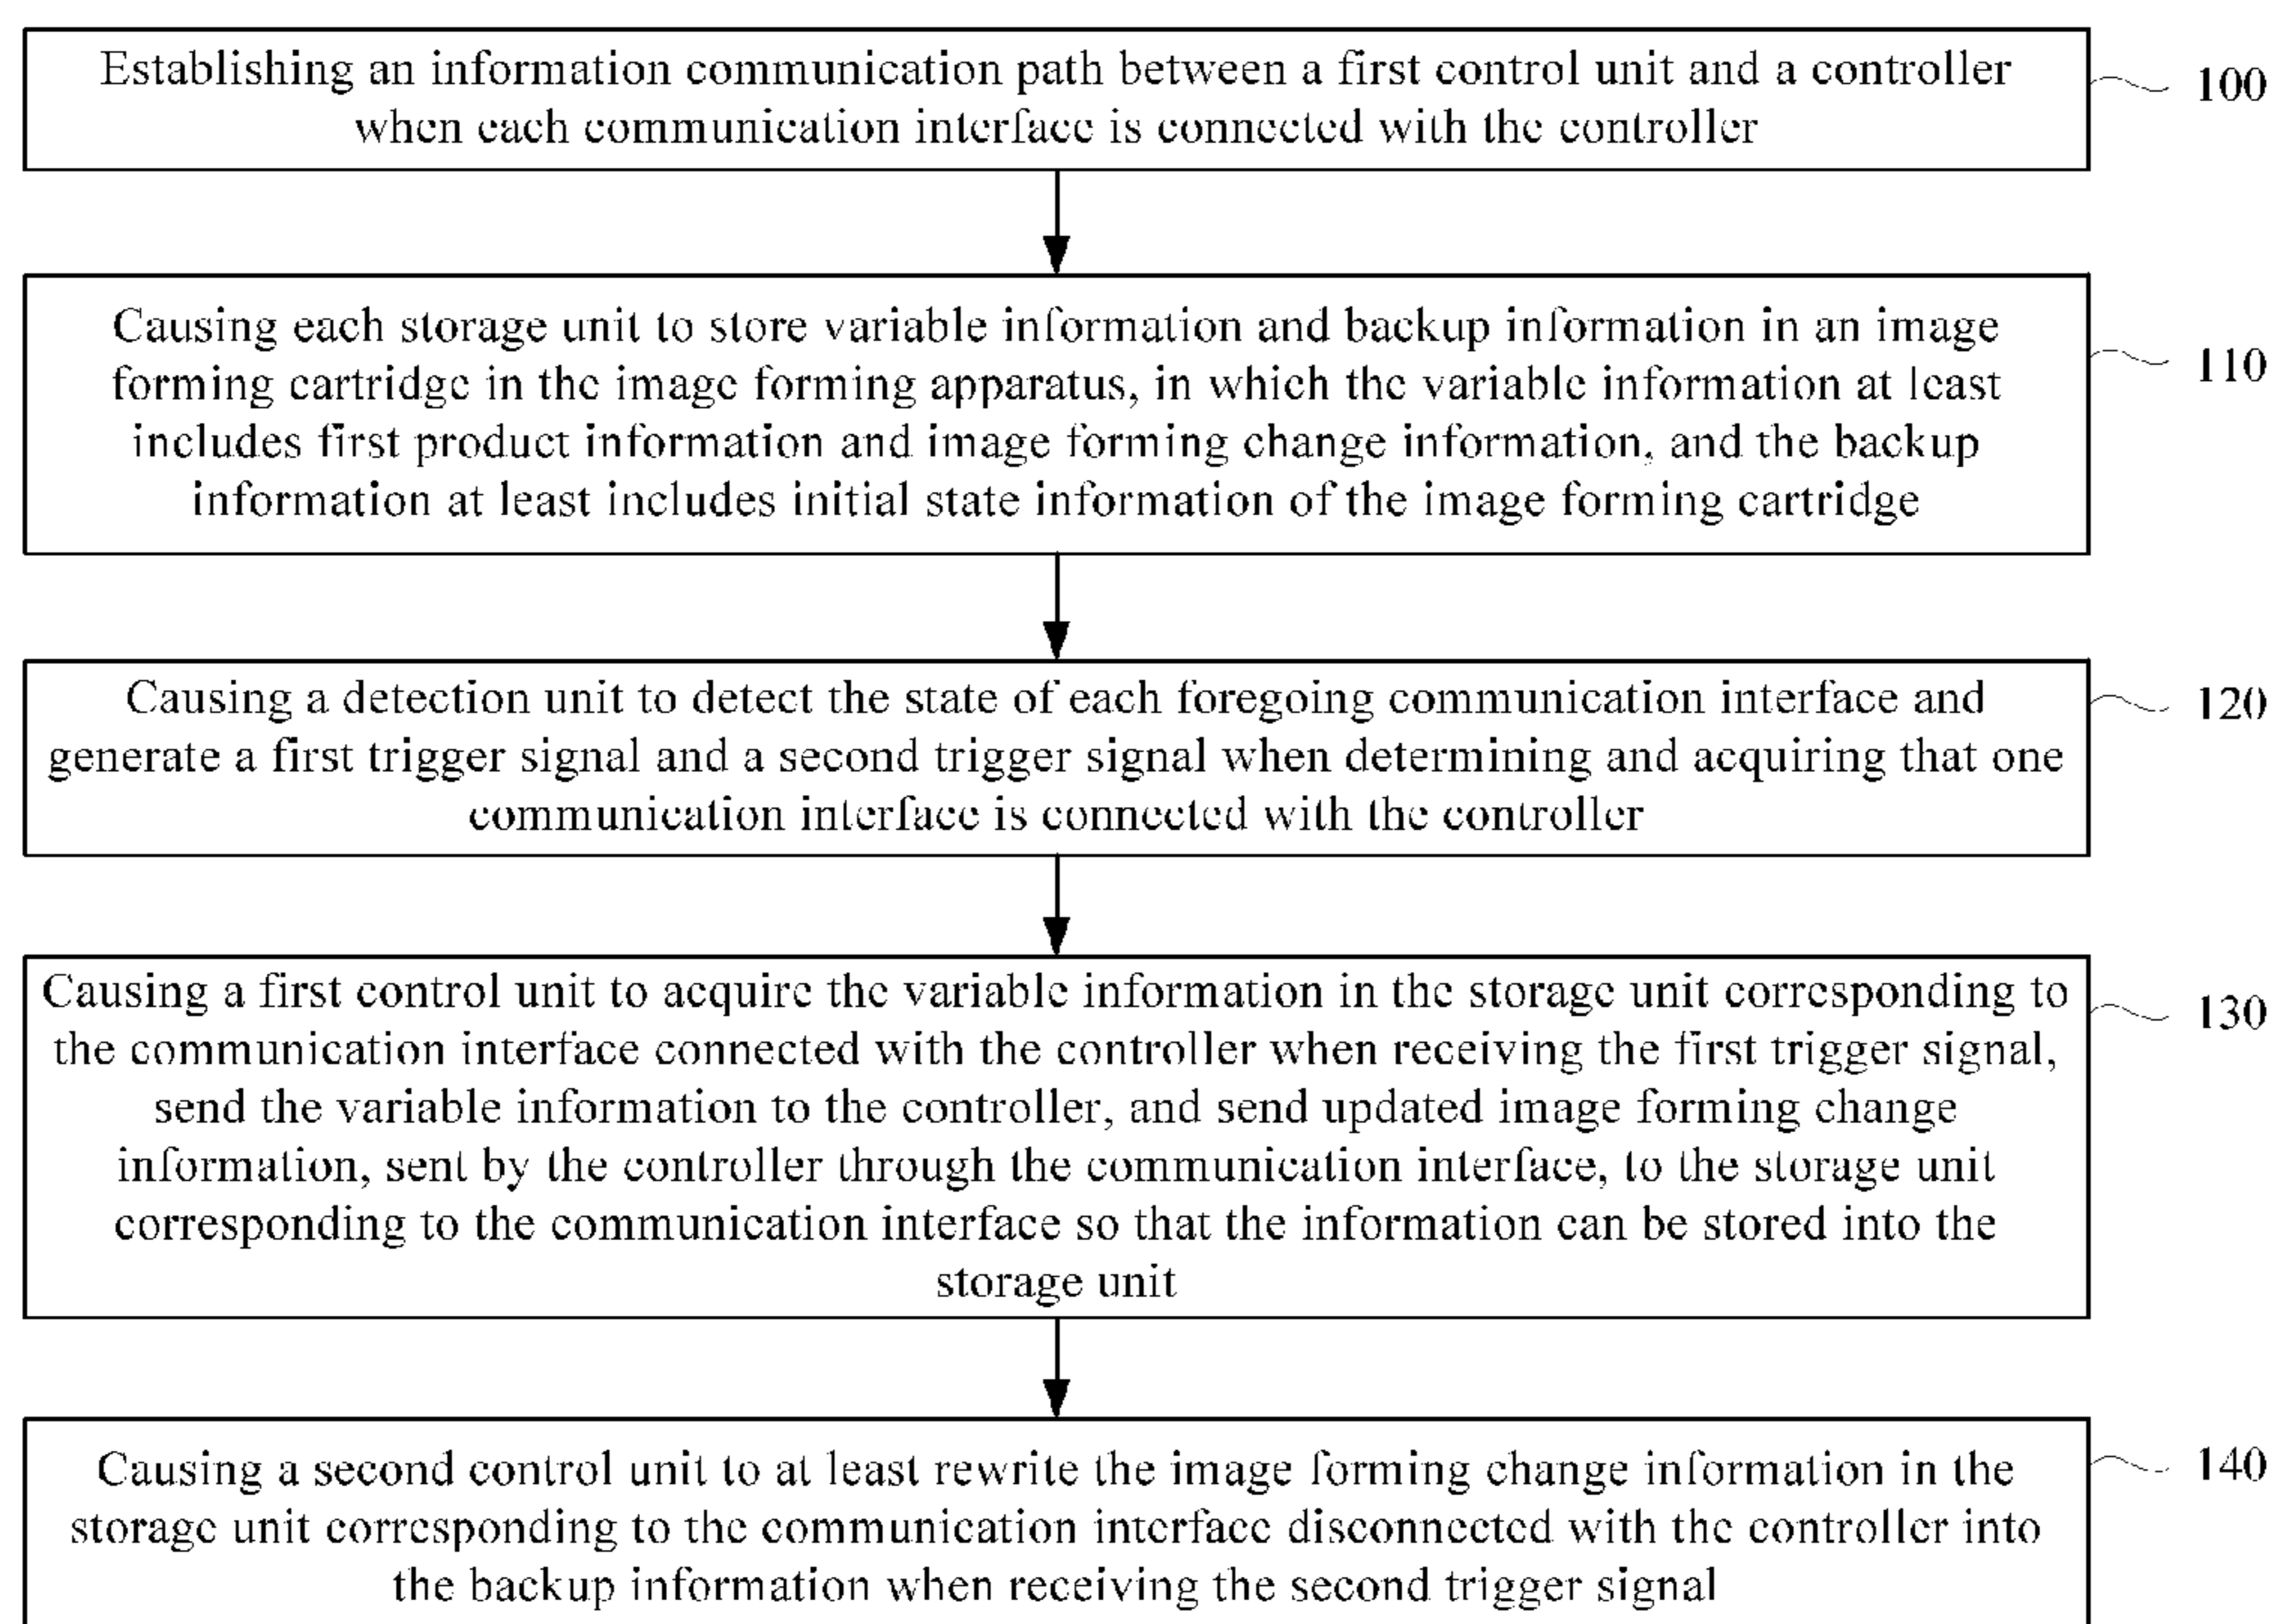 Establishing an information communication path between a first control unit and a controller
when each communication interface is connected with the controller
100
Causing each storage unit to store variable information and backup information in an image
forming cartridge in the image forming apparatus, in which the variable information at least
includes first product information and image forming change information, and the backup
information at least includes initial state information of the image forming cartridge
110
Causing a detection unit to detect the state of each foregoing communication interface and
generate a first trigger signal and a second trigger signal when determining and acquiring that one
communication interface is connected with the controller
120
Causing a first control unit to acquire the variable information in the storage unit corresponding to
the communication interface connected with the controller when receiving the first trigger signal,
send the variable information to the controller, and send updated image forming change
information, sent by the controller through the communication interface, to the storage unit
corresponding to the communication interface so that the information can be stored into the
storage unit
130
Causing a second control unit to at least rewrite the image forming change information in the
storage unit corresponding to the communication interface disconnected with the controller into
the backup information when receiving the second trigger signal
140